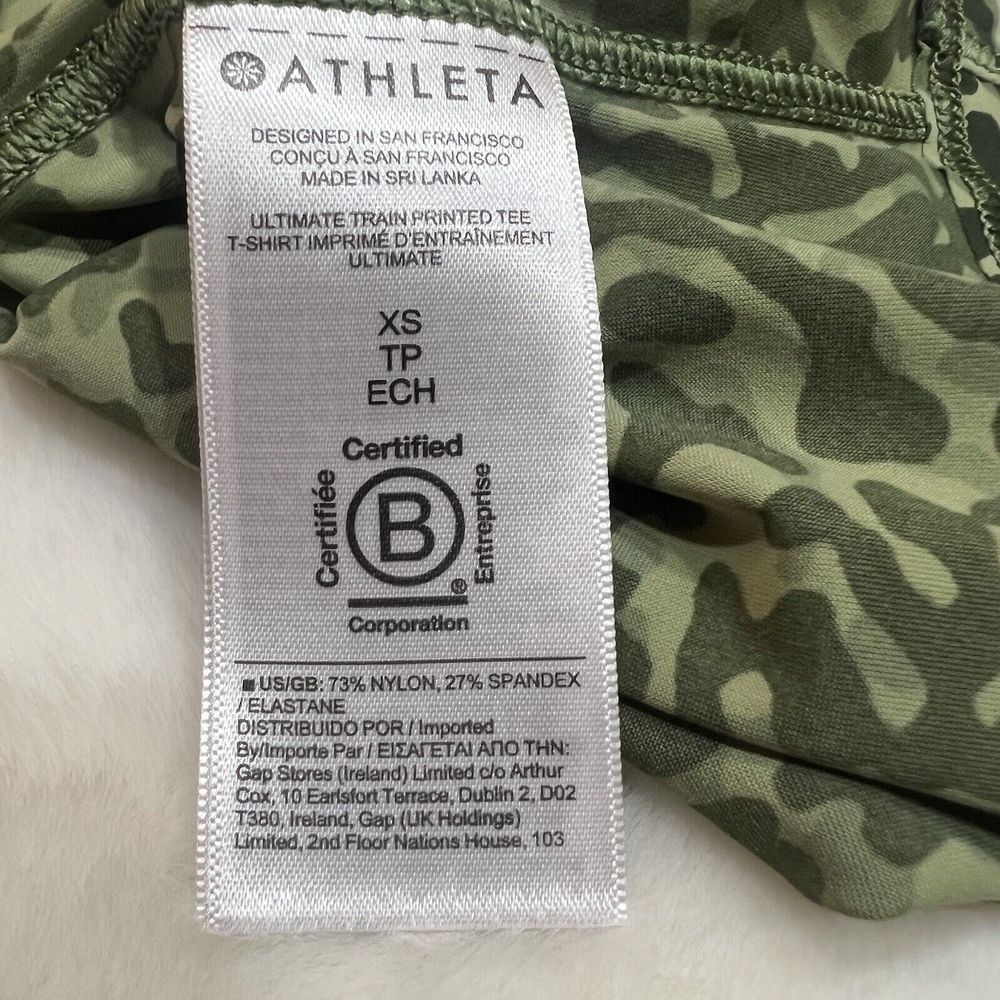 ATHLETA
DESIGNED IN SAN FRANCISCO
CONÇU À SAN FRANCISCO
MADE IN SRI LANKA
ULTIMATE TRAIN PRINTED TEE
T-SHIRT IMPRIMÉ D'ENTRAÎNEMENT
ULTIMATE
XS
TP
ECH
Certified
Certifiée
B
Entreprise
®
Corporation
US/GB: 73% NYLON, 27% SPANDEX
/ ELASTANE
DISTRIBUIDO POR / Imported
By/Importe Par / ΕΙΣΑΓΕΤΑΙ ΑΠΟ ΤΗΝ:
Gap Stores (Ireland) Limited c/o Arthur
Cox, 10 Earlsfort Terrace, Dublin 2, D02
T380, Ireland, Gap (UK Holdings)
Limited, 2nd Floor Nations House, 103